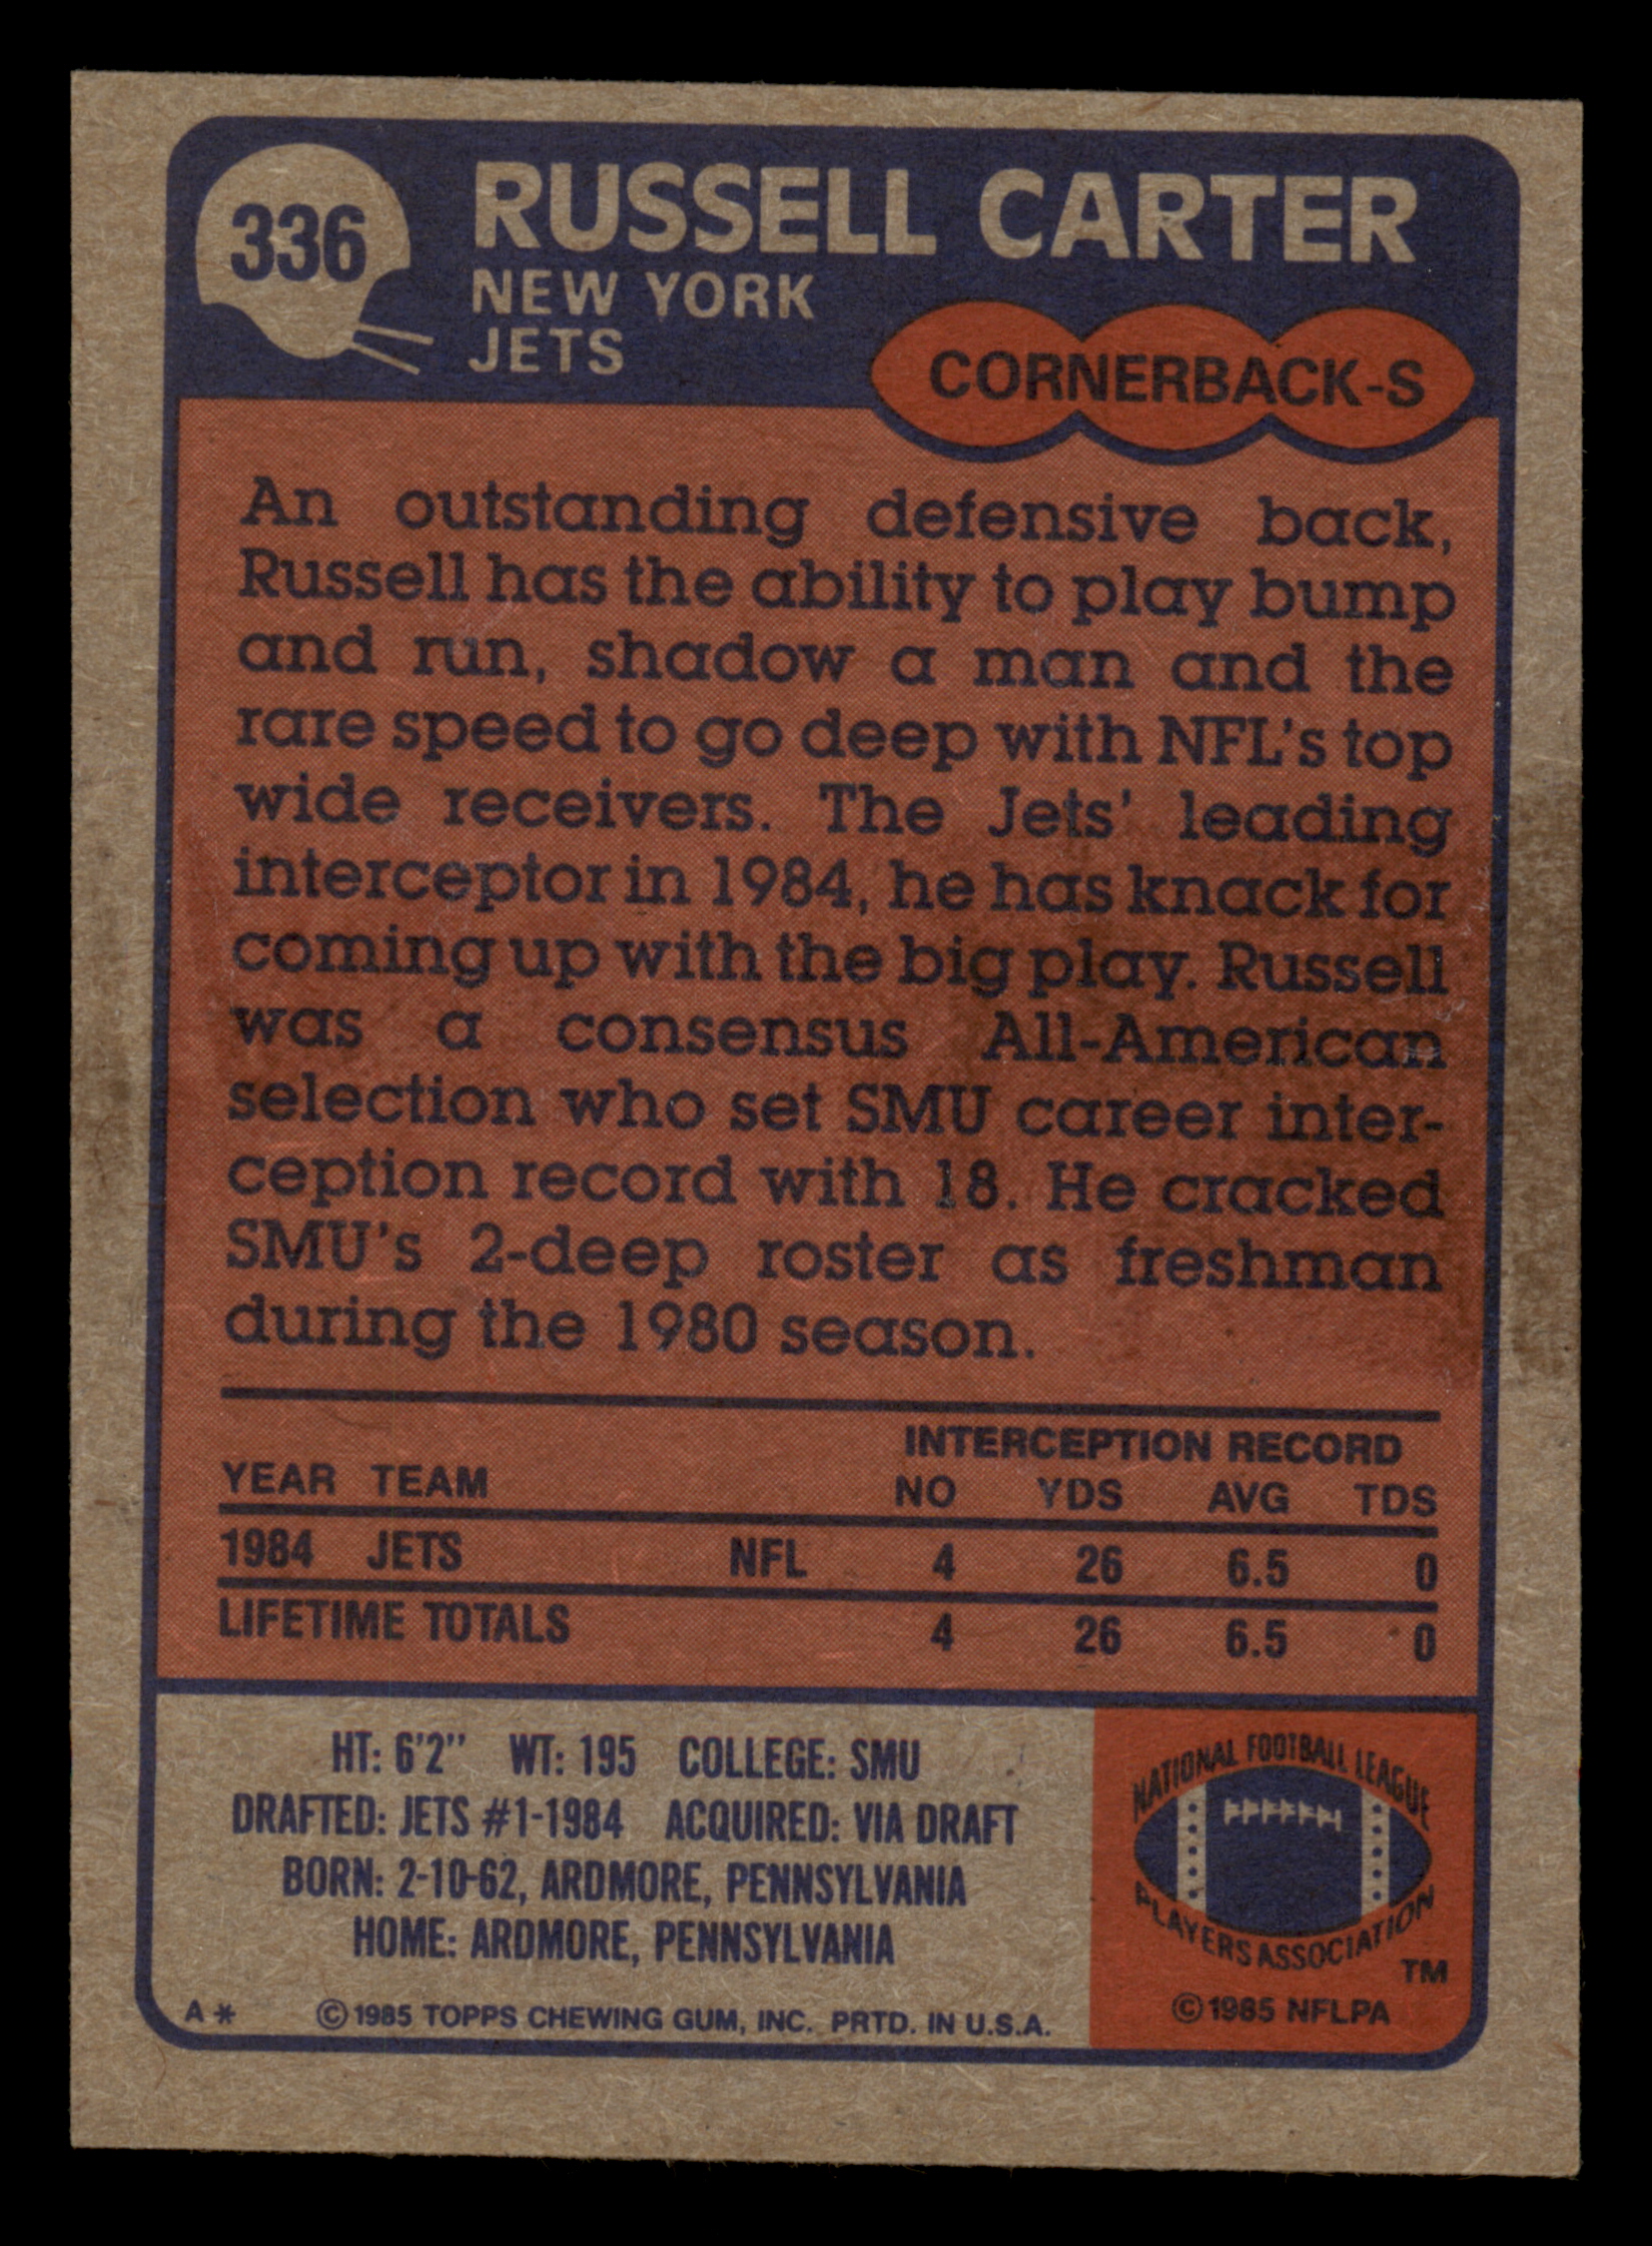 336
RUSSELL CARTER
NEW YORK
JETS
CORNERBACK-S
An outstanding defensive back,
Russell has the ability to play bump
and run, shadow a man and the
rare speed to go deep with NFL's top
wide receivers. The Jets' leading
interceptor in 1984, he has knack for
coming up with the big play. Russell
was a consensus All-American
selection who set SMU career inter-
ception record with 18. He cracked
SMU's 2-deep roster as freshman
during the 1980 season.
INTERCEPTION RECORD
YEAR TEAM NO YDS AVG TDS
1984 JETS NFL 4 26 6.5 0
LIFETIME TOTALS 4 26 6.5 0
HT: 6'2" WT: 195 COLLEGE: SMU
DRAFTED: JETS #1-1984 ACQUIRED: VIA DRAFT
BORN: 2-10-62, ARDMORE, PENNSYLVANIA
HOME: ARDMORE, PENNSYLVANIA
A* © 1985 TOPPS CHEWING GUM, INC. PRTD. IN U.S.A.
NATIONAL FOOTBALL LEAGUE
PLAYERS ASSOCIATION
TM
© 1985 NFLPA